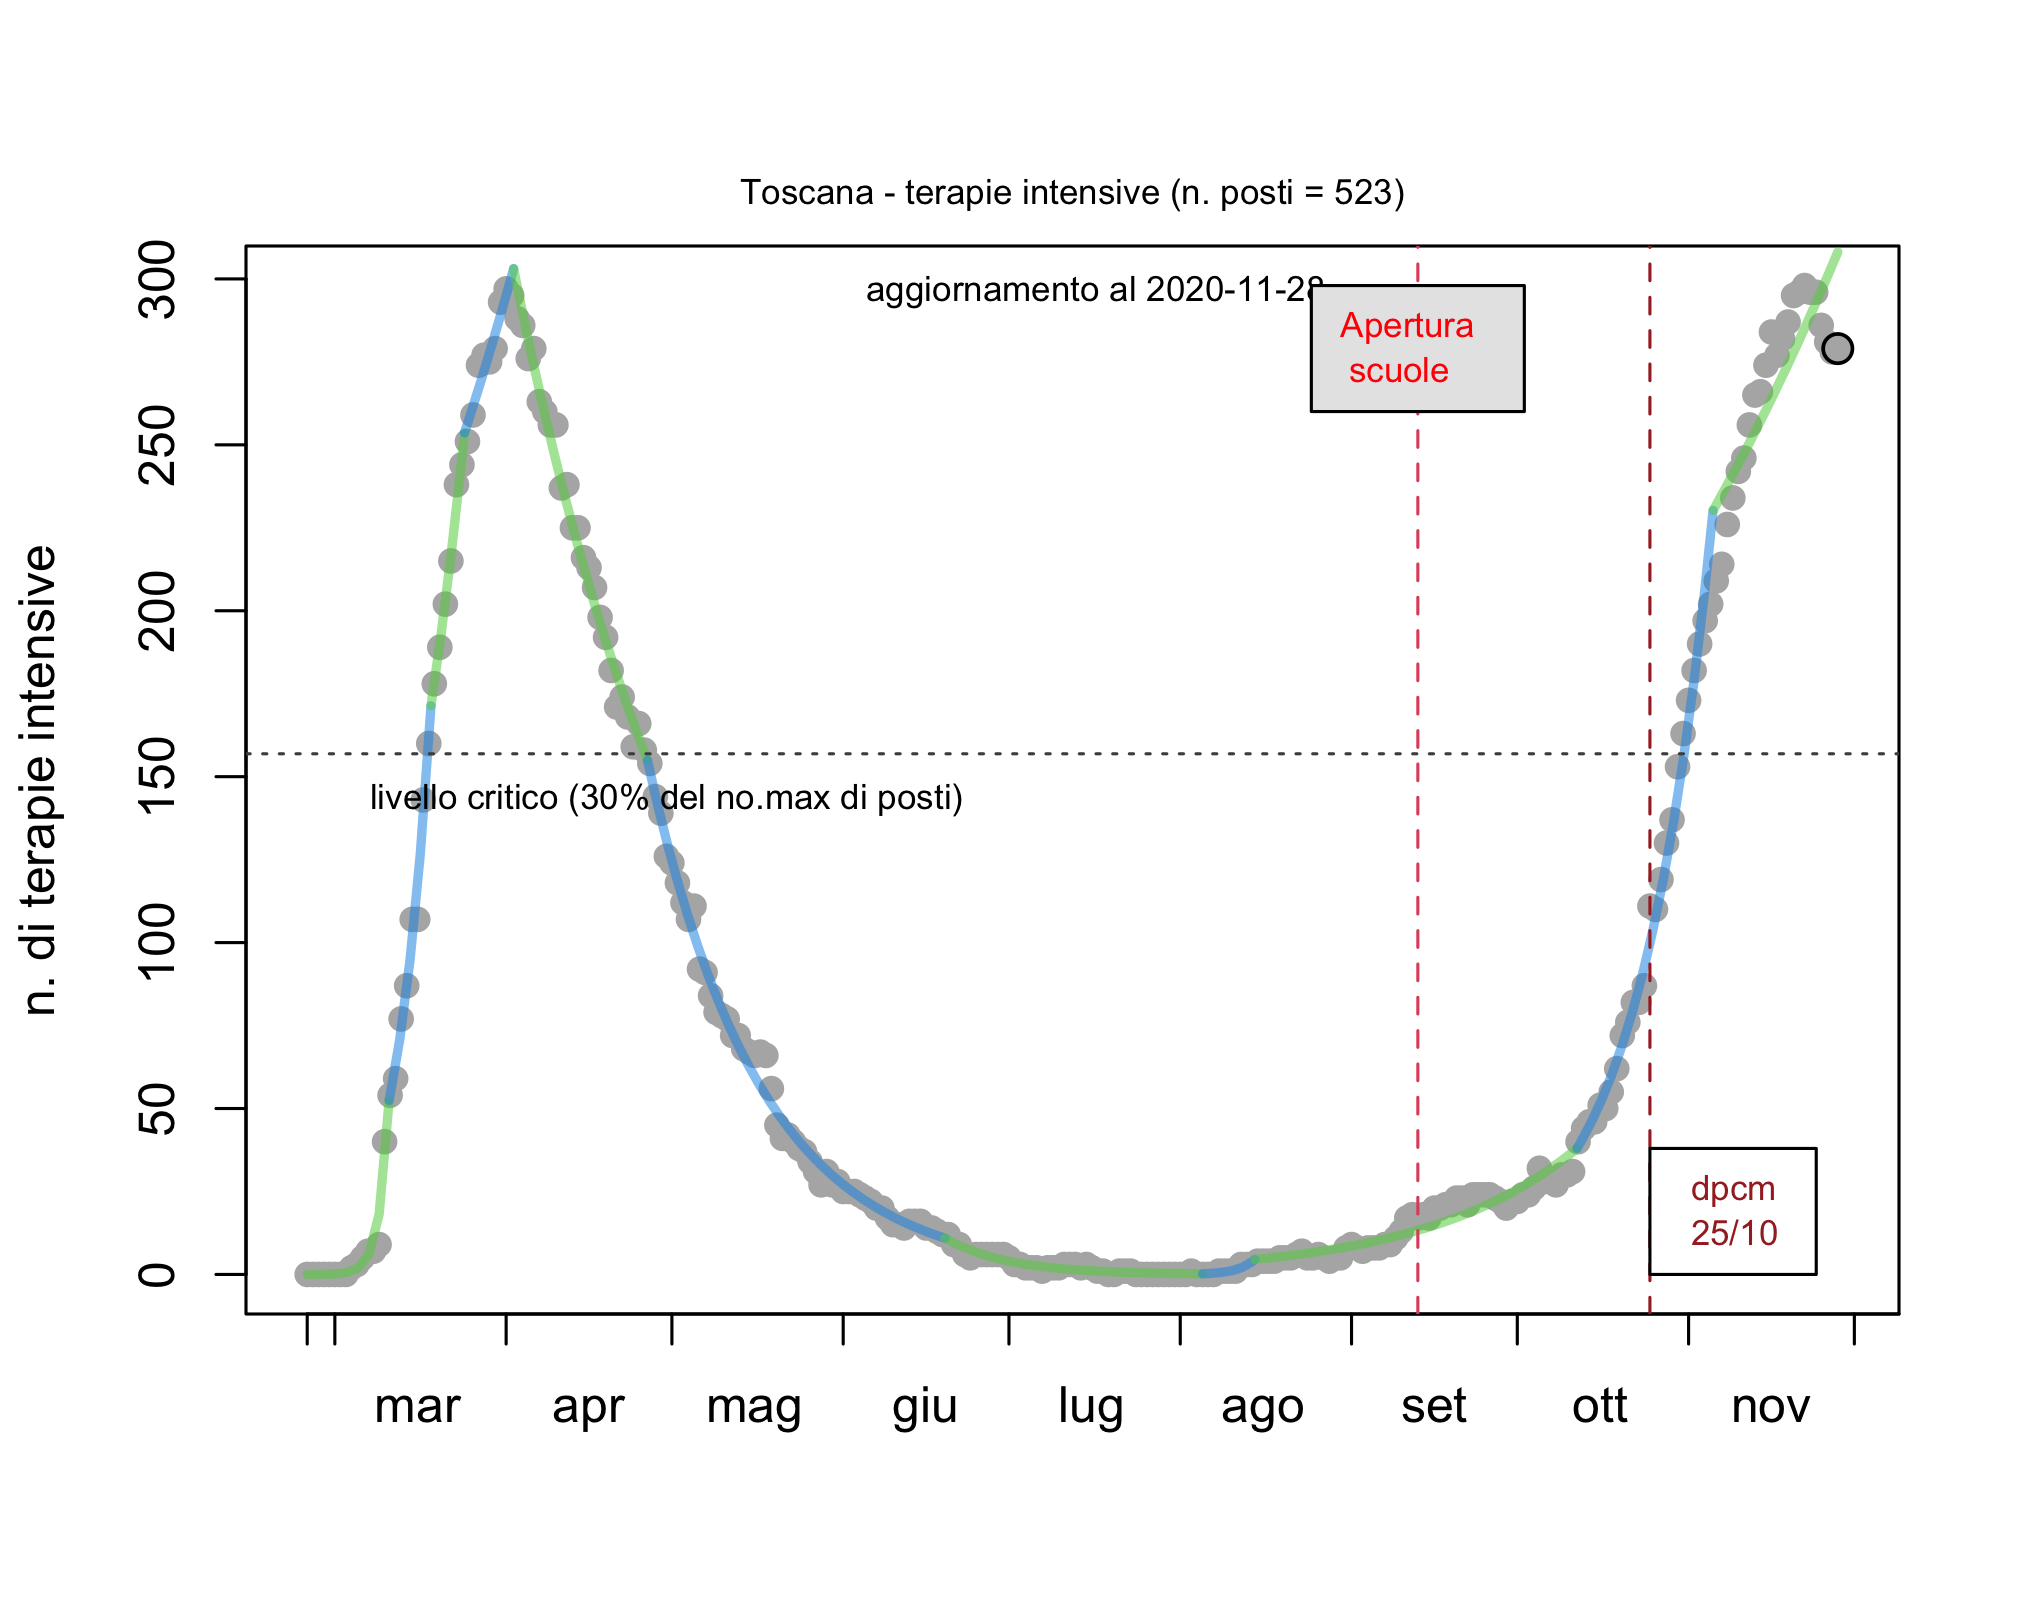 Toscana - terapie intensive (n. posti = 523)
aggiornamento al 2020-11-28
Apertura
scuole
livello critico (30% del no.max di posti)
dpcm
25/10
n. di terapie intensive
300
250
200
150
100
50
0
mar apr mag giu lug ago set ott nov